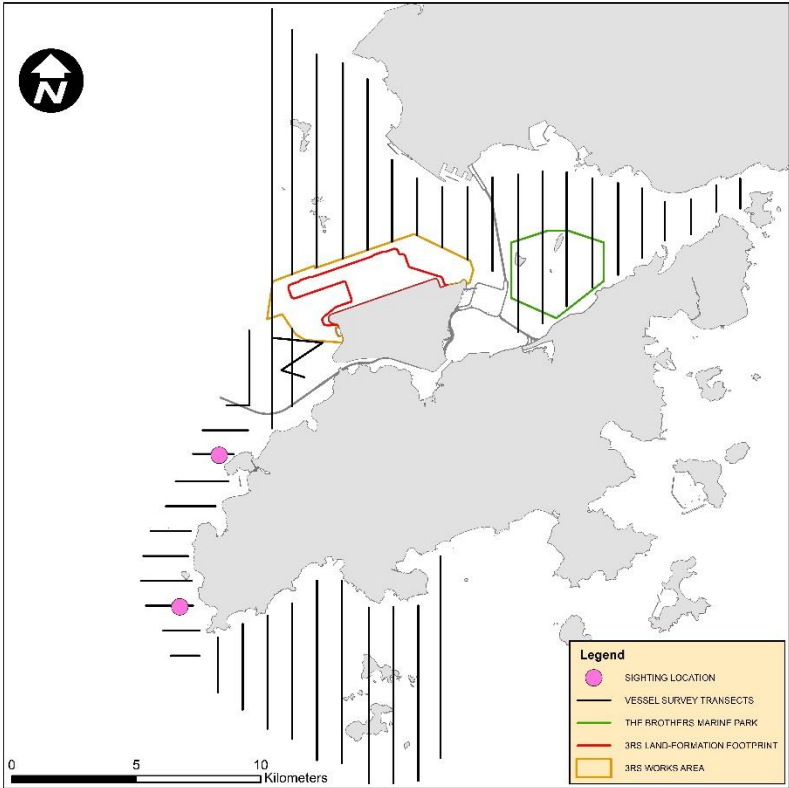 N
Legend
SIGHTING LOCATION
VESSEL SURVEY TRANSECTS
THE BROTHERS MARINE PARK
3RS LAND-FORMATION FOOTPRINT
3RS WORKS AREA
0 5 10
Kilometers